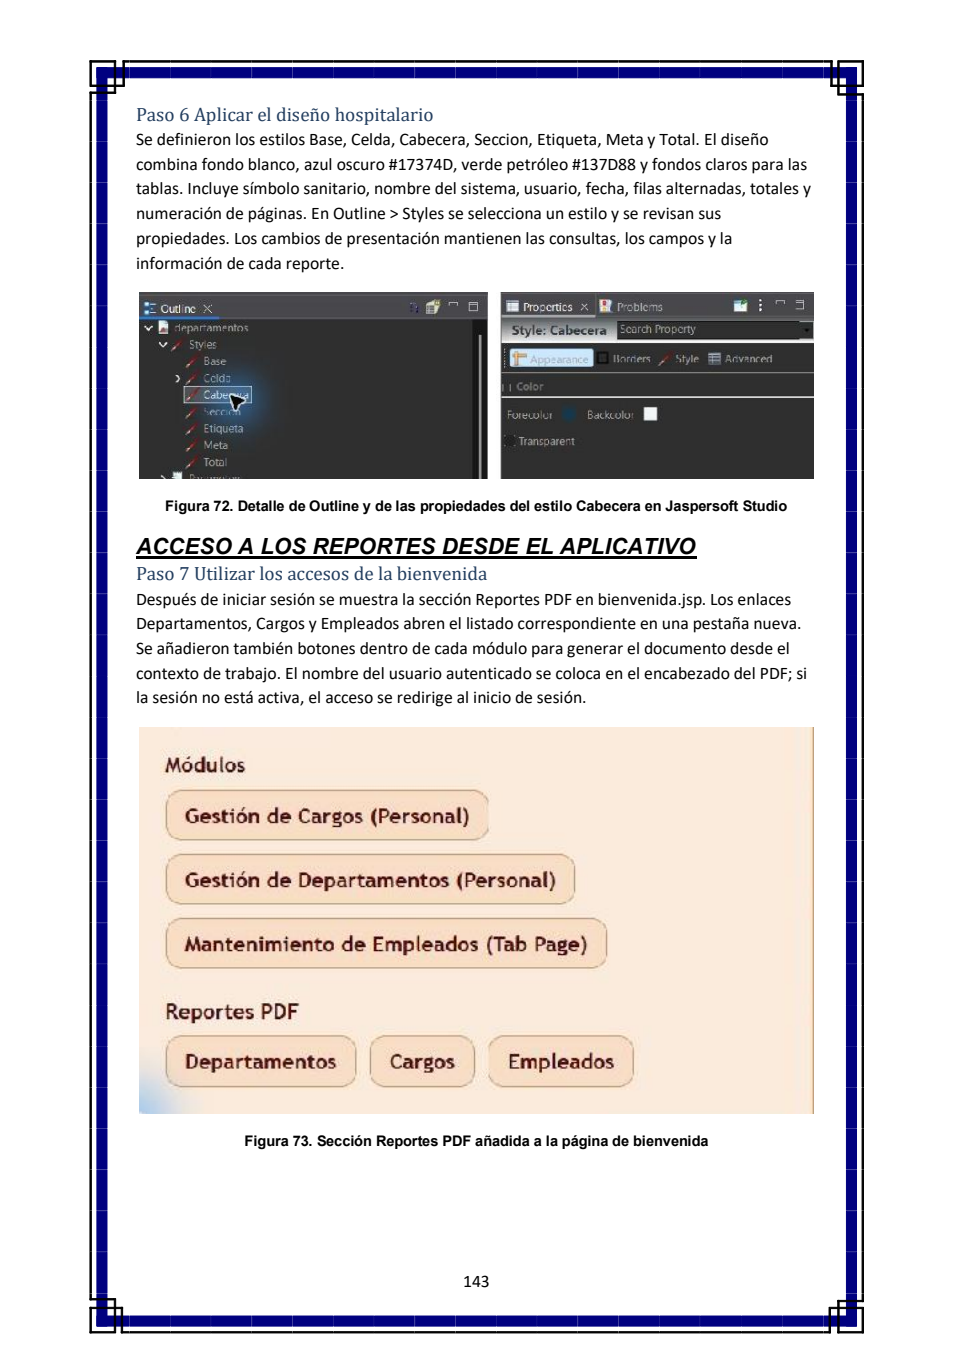 Paso 6 Aplicar el diseño hospitalario
Se definieron los estilos Base, Celda, Cabecera, Seccion, Etiqueta, Meta y Total. El diseño
combina fondo blanco, azul oscuro #17374D, verde petróleo #137D88 y fondos claros para las
tablas. Incluye símbolo sanitario, nombre del sistema, usuario, fecha, filas alternadas, totales y
numeración de páginas. En Outline > Styles se selecciona un estilo y se revisan sus
propiedades. Los cambios de presentación mantienen las consultas, los campos y la
información de cada reporte.
Outline
departamentos
Styles
Base
Celda
Cabecera
Seccion
Etiqueta
Meta
Total
Properties Problems
Style: Cabecera Search Property
Appearance Borders Style Advanced
Color
Forecolor Backcolor
Transparent
Figura 72. Detalle de Outline y de las propiedades del estilo Cabecera en Jaspersoft Studio
ACCESO A LOS REPORTES DESDE EL APLICATIVO
Paso 7 Utilizar los accesos de la bienvenida
Después de iniciar sesión se muestra la sección Reportes PDF en bienvenida.jsp. Los enlaces
Departamentos, Cargos y Empleados abren el listado correspondiente en una pestaña nueva.
Se añadieron también botones dentro de cada módulo para generar el documento desde el
contexto de trabajo. El nombre del usuario autenticado se coloca en el encabezado del PDF; si
la sesión no está activa, el acceso se redirige al inicio de sesión.
Módulos
Gestión de Cargos (Personal)
Gestión de Departamentos (Personal)
Mantenimiento de Empleados (Tab Page)
Reportes PDF
Departamentos Cargos Empleados
Figura 73. Sección Reportes PDF añadida a la página de bienvenida
143